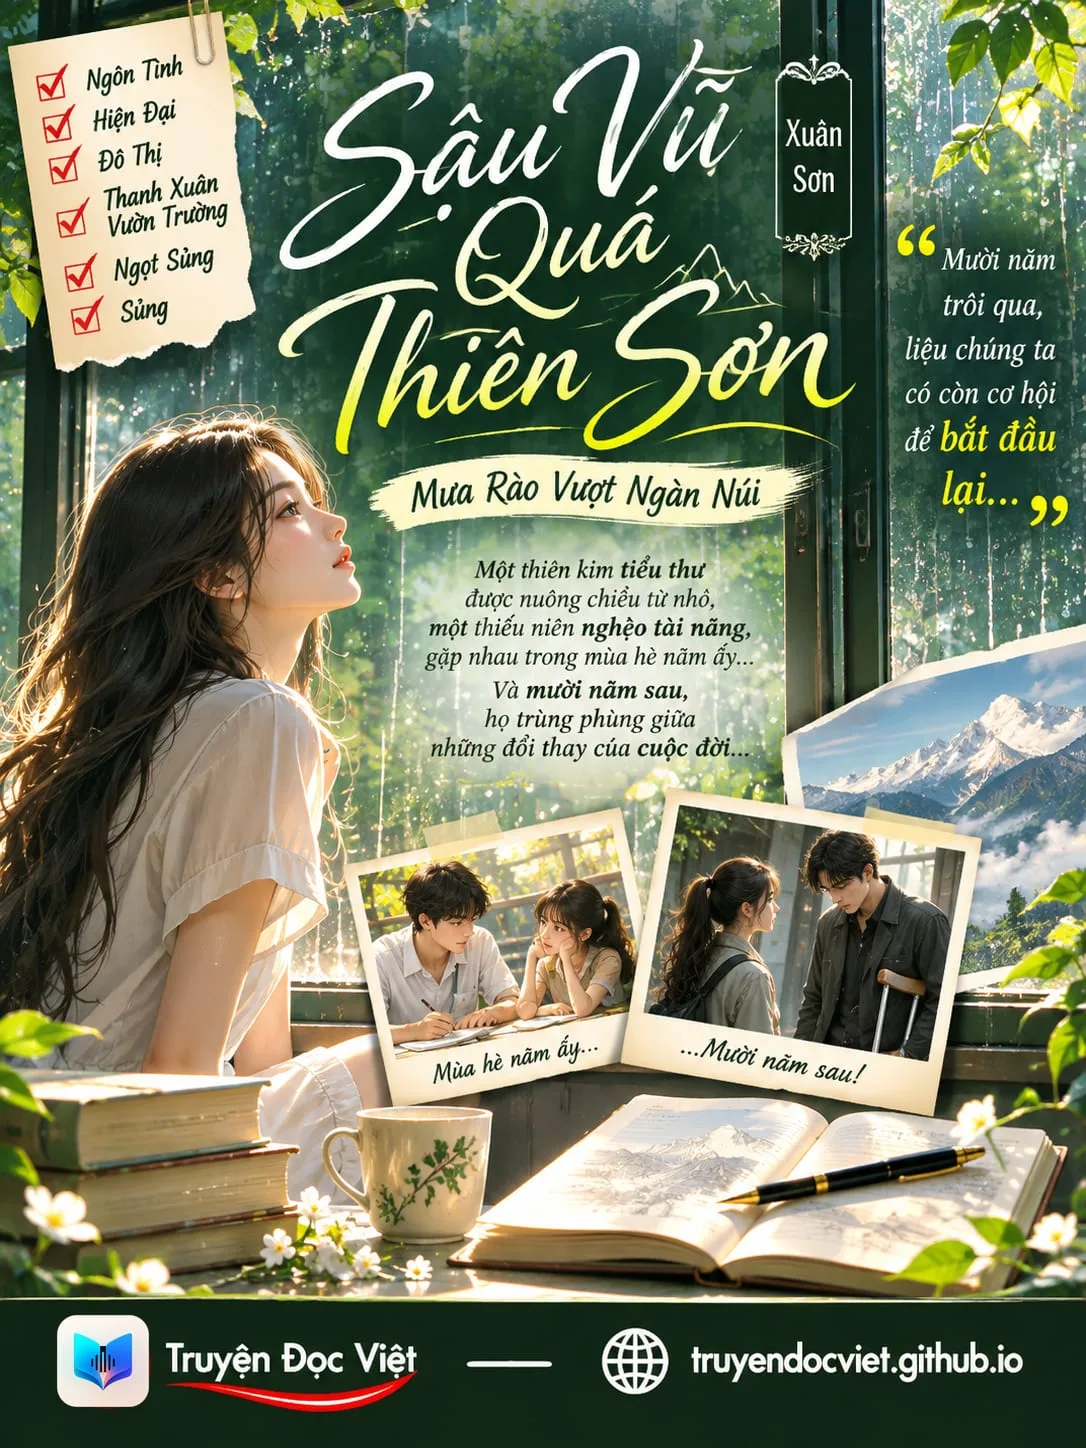 Ngôn Tình
Hiện Đại
Đô Thị
Thanh Xuân
Vườn Trường
Ngọt Sủng
Sủng
Sậu Vũ
Quá
Thiên Sơn
Xuân
Sơn
“Mười năm
trôi qua,
liệu chúng ta
có còn cơ hội
để bắt đầu
lại...”
Mưa Rào Vượt Ngàn Núi
Một thiên kim tiểu thư
được nuông chiều từ nhô,
một thiếu niên nghèo tài năng,
gặp nhau trong mùa hè năm ấy...
Và mười năm sau,
họ trùng phùng giữa
những đổi thay cúa cuộc đời...
Mùa hè năm ấy...
...Mười năm sau!
Truyện Đọc Việt
truyendocviet.github.io